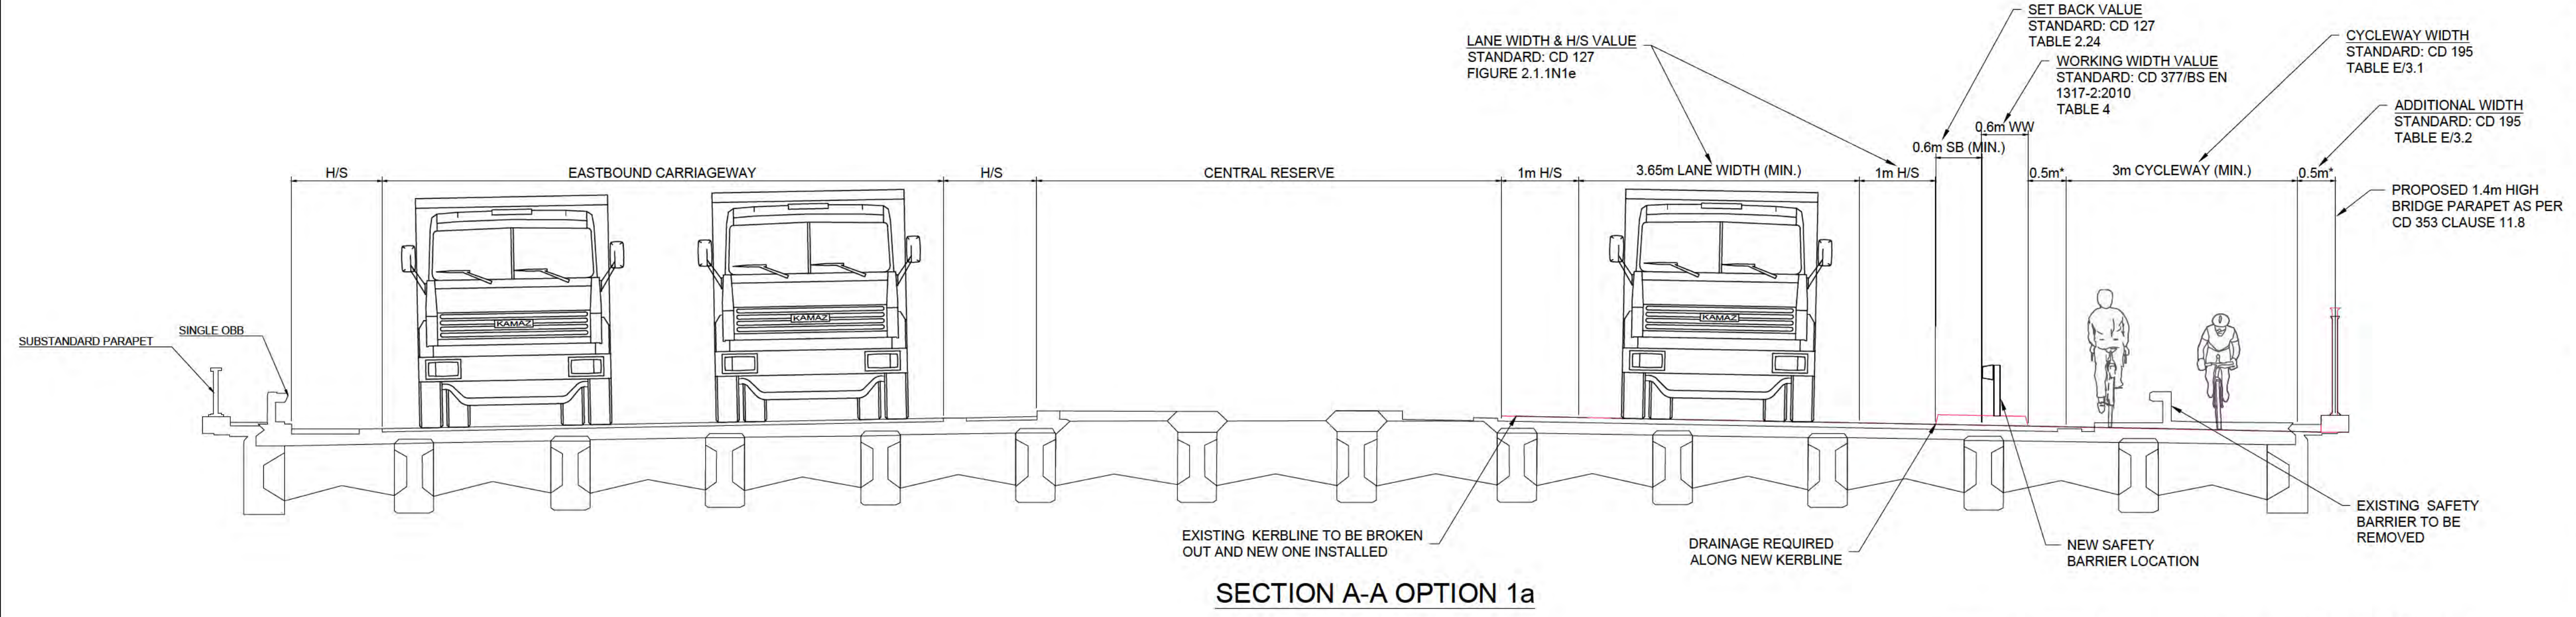 SET BACK VALUE
STANDARD: CD 127
TABLE 2.24
LANE WIDTH & H/S VALUE
STANDARD: CD 127
FIGURE 2.1.1N1e
WORKING WIDTH VALUE
STANDARD: CD 377/BS EN
1317-2:2010
TABLE 4
CYCLEWAY WIDTH
STANDARD: CD 195
TABLE E/3.1
ADDITIONAL WIDTH
STANDARD: CD 195
TABLE E/3.2
0.6m WW
0.6m SB (MIN.)
H/S
EASTBOUND CARRIAGEWAY
H/S
CENTRAL RESERVE
1m H/S
3.65m LANE WIDTH (MIN.)
1m H/S
0.5m*
3m CYCLEWAY (MIN.)
0.5m*
PROPOSED 1.4m HIGH
BRIDGE PARAPET AS PER
CD 353 CLAUSE 11.8
KAMAZ
KAMAZ
KAMAZ
SINGLE OBB
SUBSTANDARD PARAPET
EXISTING KERBLINE TO BE BROKEN
OUT AND NEW ONE INSTALLED
DRAINAGE REQUIRED
ALONG NEW KERBLINE
NEW SAFETY
BARRIER LOCATION
EXISTING SAFETY
BARRIER TO BE
REMOVED
SECTION A-A OPTION 1a